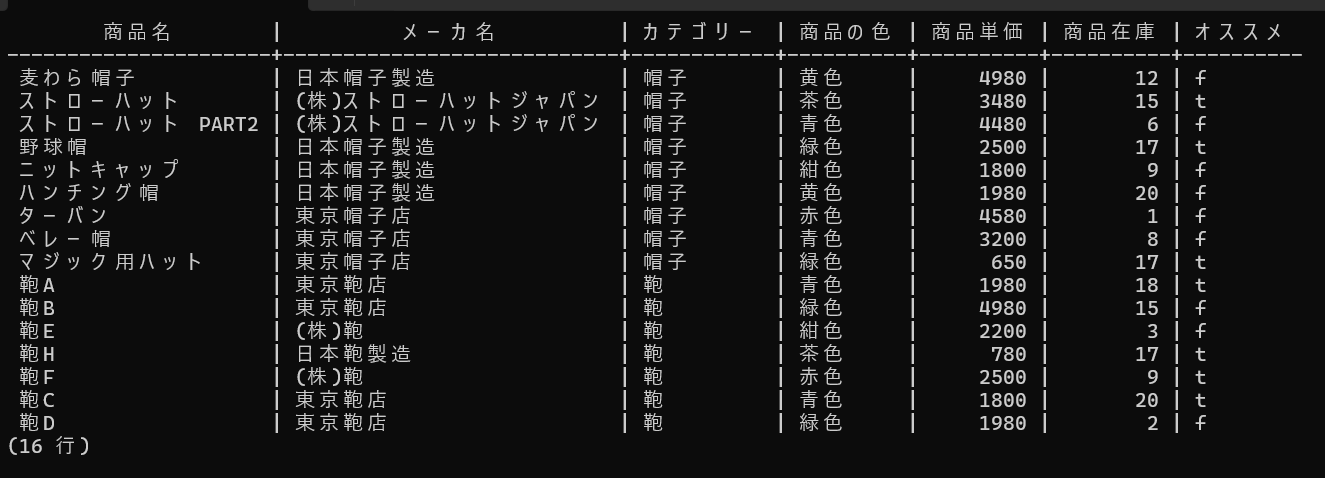 商品名 | メーカ名 | カテゴリー | 商品の色 | 商品単価 | 商品在庫 | オススメ
麦わら帽子 | 日本帽子製造 | 帽子 | 黄色 | 4980 | 12 | f
ストローハット | (株)ストローハットジャパン | 帽子 | 茶色 | 3480 | 15 | t
ストローハット PART2 | (株)ストローハットジャパン | 帽子 | 青色 | 4480 | 6 | f
野球帽 | 日本帽子製造 | 帽子 | 緑色 | 2500 | 17 | t
ニットキャップ | 日本帽子製造 | 帽子 | 紺色 | 1800 | 9 | f
ハンチング帽 | 日本帽子製造 | 帽子 | 黄色 | 1980 | 20 | f
ターバン | 東京帽子店 | 帽子 | 赤色 | 4580 | 1 | f
ベレー帽 | 東京帽子店 | 帽子 | 青色 | 3200 | 8 | f
マジック用ハット | 東京帽子店 | 帽子 | 緑色 | 650 | 17 | t
鞄A | 東京鞄店 | 鞄 | 青色 | 1980 | 18 | t
鞄B | 東京鞄店 | 鞄 | 緑色 | 4980 | 15 | f
鞄E | (株)鞄 | 鞄 | 紺色 | 2200 | 3 | f
鞄H | 日本鞄製造 | 鞄 | 茶色 | 780 | 17 | t
鞄F | (株)鞄 | 鞄 | 赤色 | 2500 | 9 | t
鞄C | 東京鞄店 | 鞄 | 青色 | 1800 | 20 | t
鞄D | 東京鞄店 | 鞄 | 緑色 | 1980 | 2 | f
(16 行)